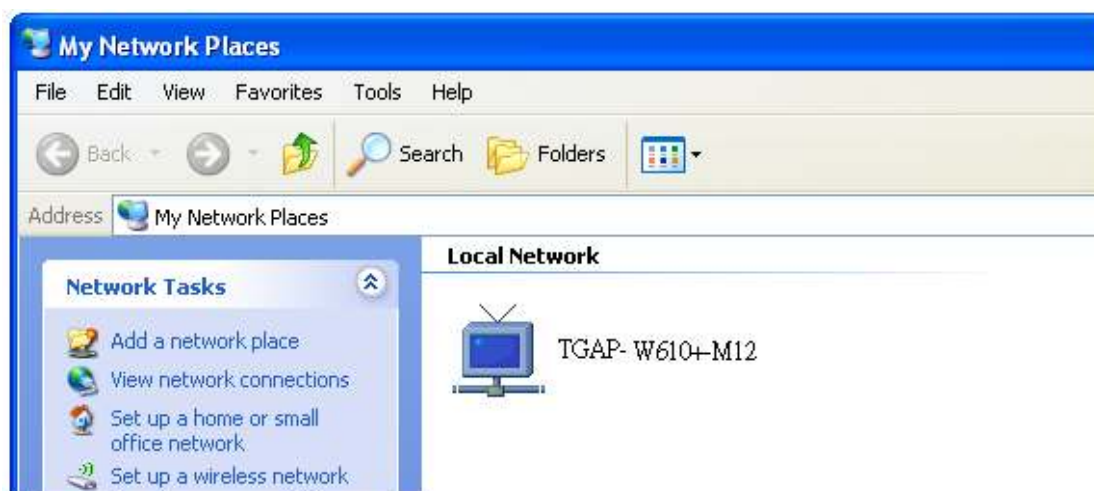 My Network Places
File Edit View Favorites Tools Help
Back Search Folders
Address My Network Places
Local Network
Network Tasks
TGAP- W610+-M12
Add a network place
View network connections
Set up a home or small
office network
Set up a wireless network